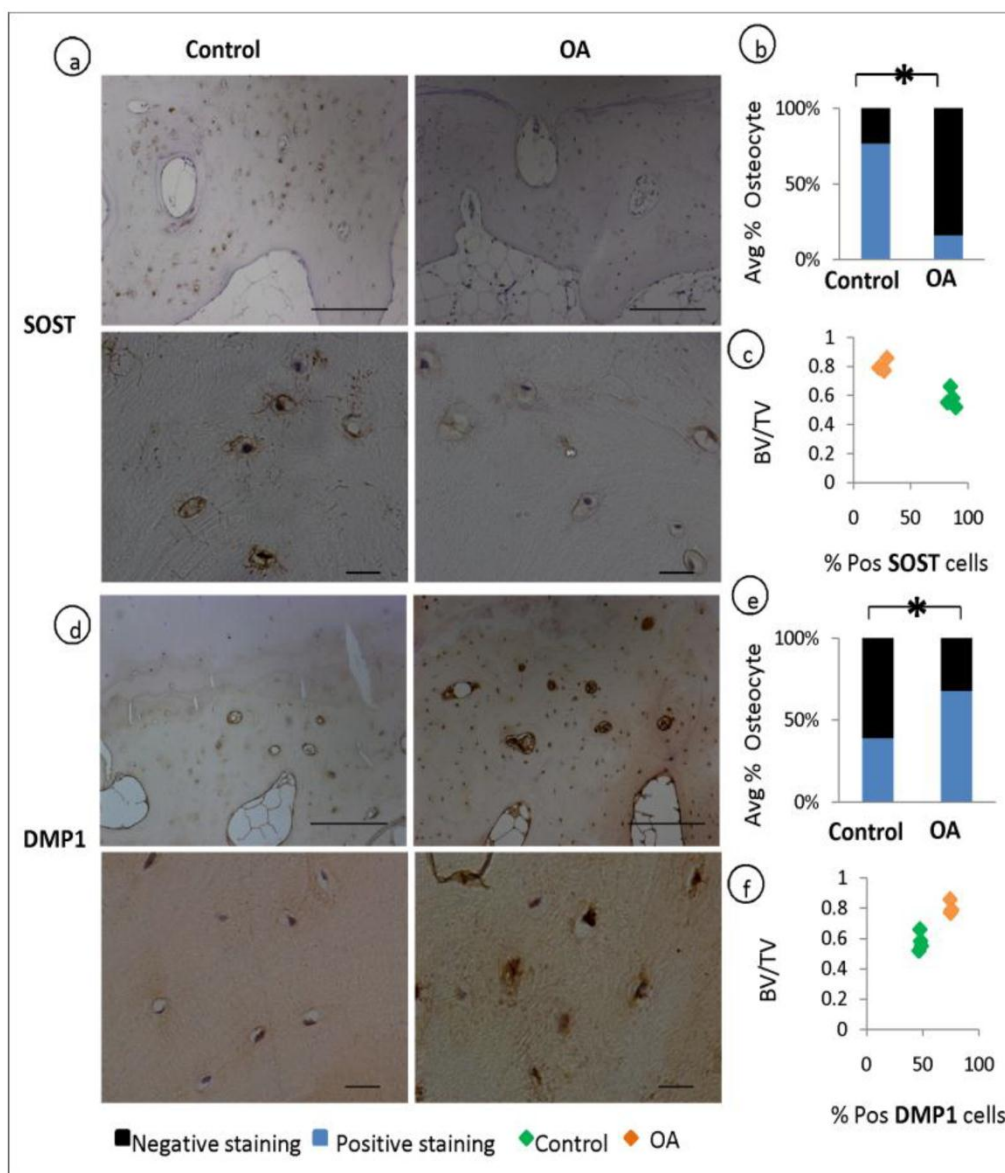 a
Control
OA
SOST
b
*
Avg % Osteocyte
100%
50%
0%
Control
OA
c
BV/TV
1
0.8
0.6
0.4
0.2
0
0
50
100
% Pos SOST cells
d
DMP1
e
*
Avg % Osteocyte
100%
50%
0%
Control
OA
f
BV/TV
1
0.8
0.6
0.4
0.2
0
0
50
100
% Pos DMP1 cells
Negative staining
Positive staining
Control
OA